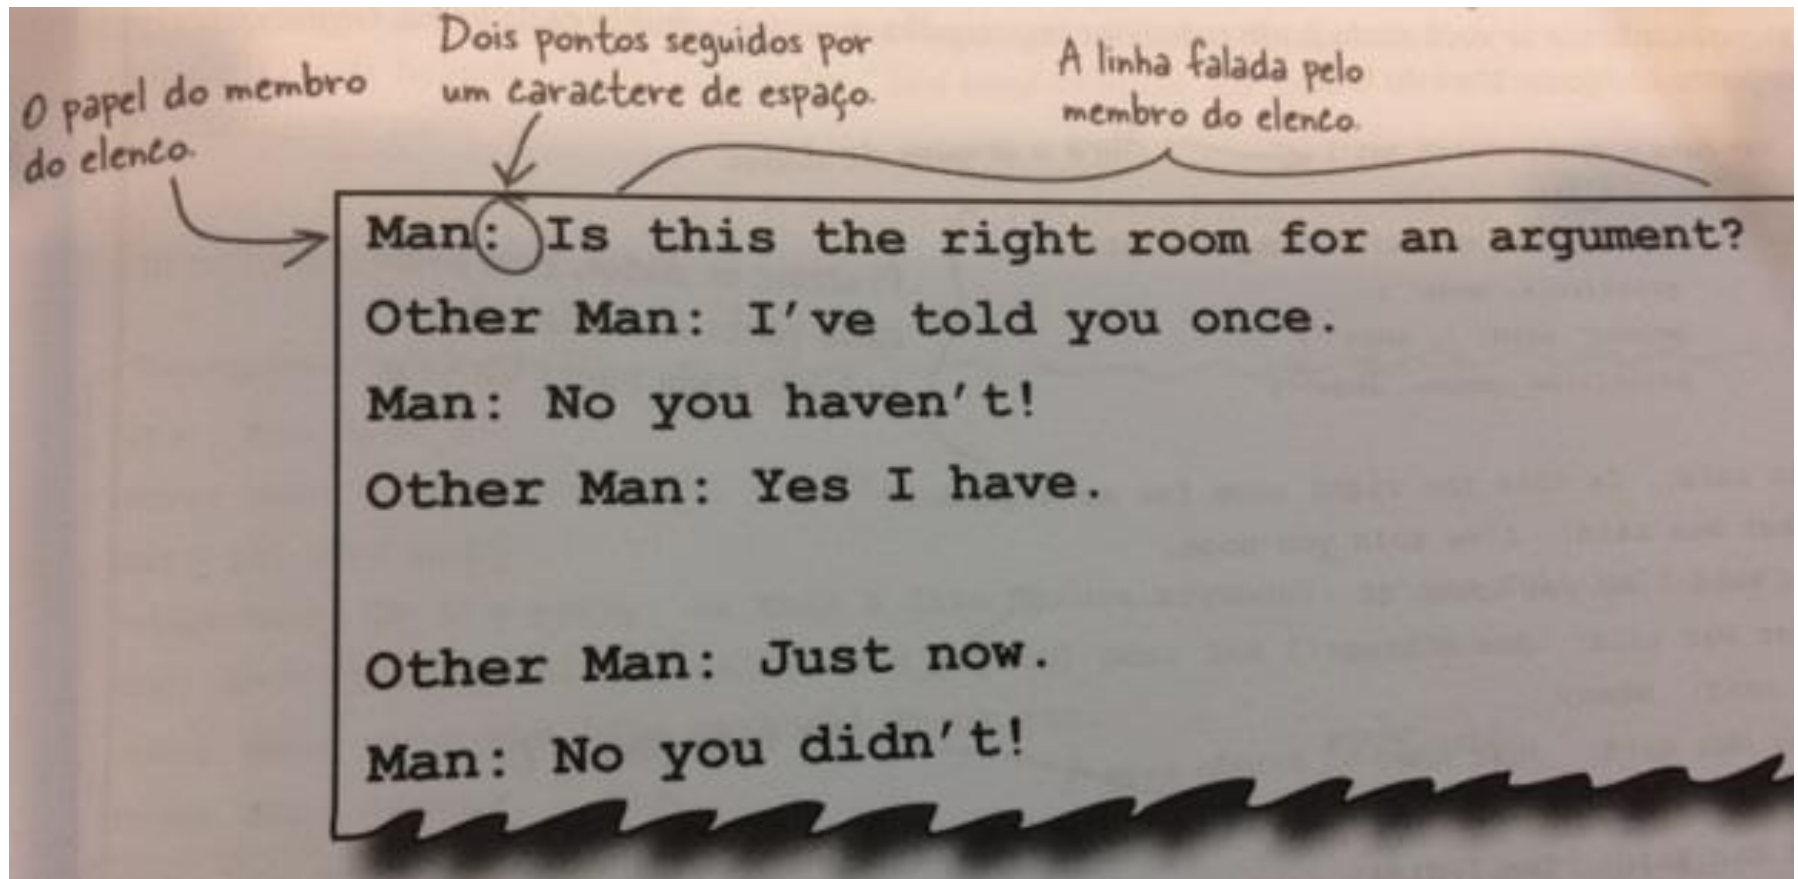 Dois pontos seguidos por
um caractere de espaço.
A linha falada pelo
membro do elenco.
O papel do membro
do elenco.
Man: Is this the right room for an argument?
Other Man: I've told you once.
Man: No you haven't!
Other Man: Yes I have.
Other Man: Just now.
Man: No you didn't!